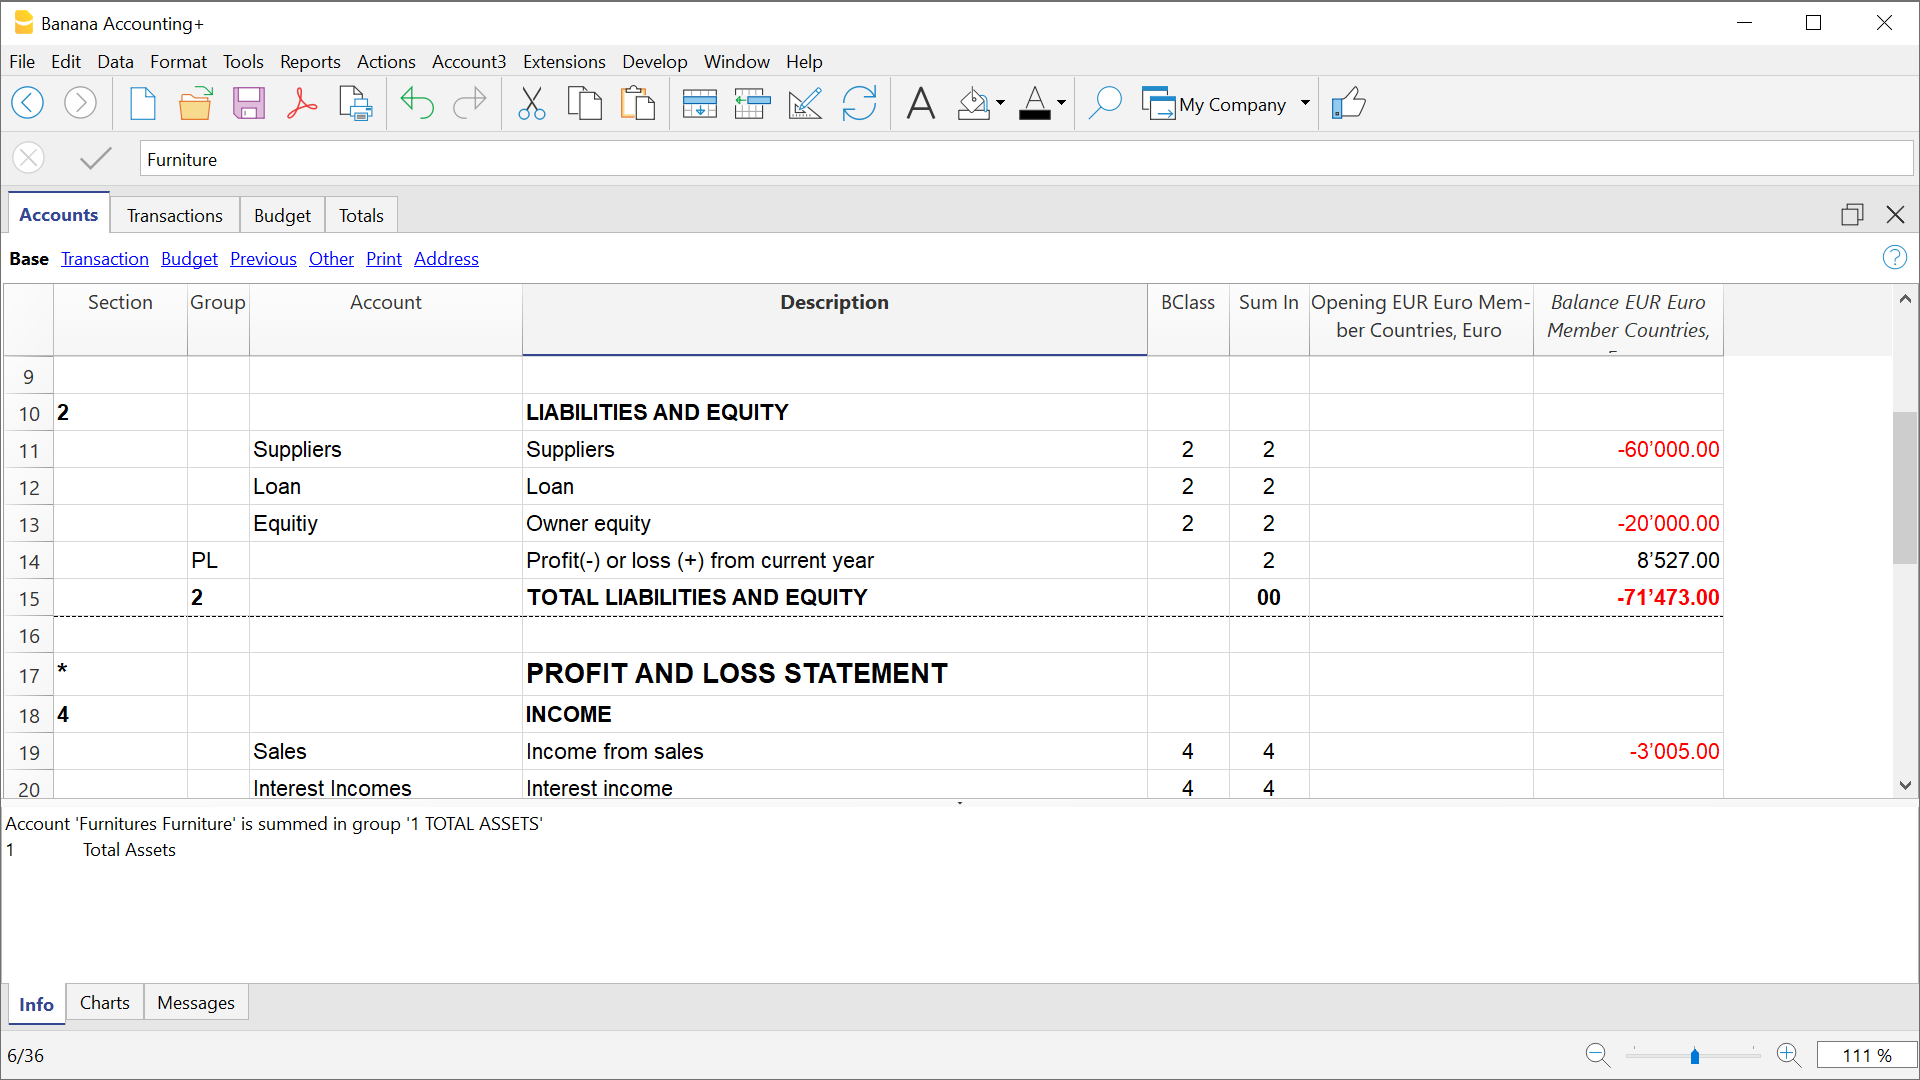 Banana Accounting+
File Edit Data Format Tools Reports Actions Account3 Extensions Develop Window Help
My Company
Furniture
Accounts Transactions Budget Totals
Base Transaction Budget Previous Other Print Address
Section Group Account Description BClass Sum In Opening EUR Euro Mem- Balance EUR Euro
ber Countries, Euro Member Countries,
9
10 2 LIABILITIES AND EQUITY
11 Suppliers Suppliers 2 2 -60’000.00
12 Loan Loan 2 2
13 Equitiy Owner equity 2 2 -20’000.00
14 PL Profit(-) or loss (+) from current year 2 8’527.00
15 2 TOTAL LIABILITIES AND EQUITY 00 -71’473.00
16
17 * PROFIT AND LOSS STATEMENT
18 4 INCOME
19 Sales Income from sales 4 4 -3’005.00
20 Interest Incomes Interest income 4 4
Account 'Furnitures Furniture' is summed in group '1 TOTAL ASSETS'
1 Total Assets
Info Charts Messages
6/36 111 %